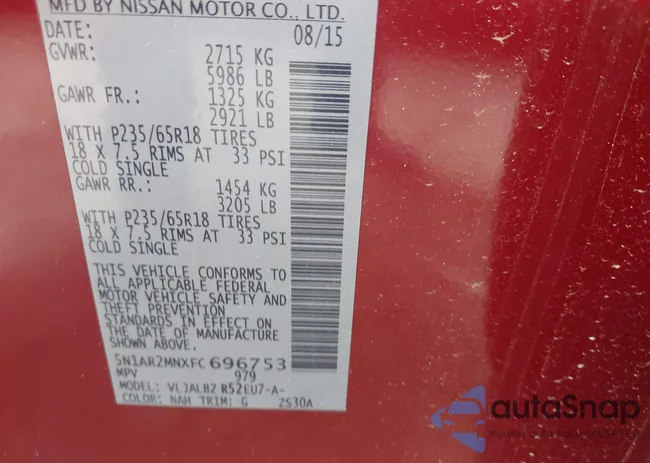 MFD BY NISSAN MOTOR CO., LTD.
DATE: 08/15
GVWR: 2715 KG
5986 LB
GAWR FR.: 1325 KG
2921 LB
WITH P235/65R18 TIRES
18 X 7.5 RIMS AT 33 PSI
COLD SINGLE
GAWR RR.: 1454 KG
3205 LB
WITH P235/65R18 TIRES
18 X 7.5 RIMS AT 33 PSI
COLD SINGLE
THIS VEHICLE CONFORMS TO
ALL APPLICABLE FEDERAL
MOTOR VEHICLE SAFETY AND
THEFT PREVENTION
STANDARDS IN EFFECT ON
THE DATE OF MANUFACTURE
SHOWN ABOVE.
5N1AR2MNXFC696753
MPV 979
MODEL: VLJALBZ R52EU7-A-
COLOR: NAH TRIM: G 2S30A
autaSnap